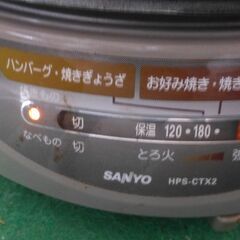 ハンバーグ・焼きぎょうざ
お好み焼き・焼
切 保温 120・180・
なべもの 切 とろ火 強
SANYO HPS-CTX2